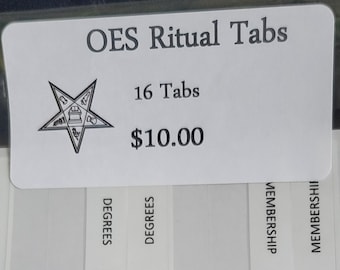 OES Ritual Tabs
16 Tabs
$10.00
DEGREES
DEGREES
MEMBERSHIP
MEMBERSHIP